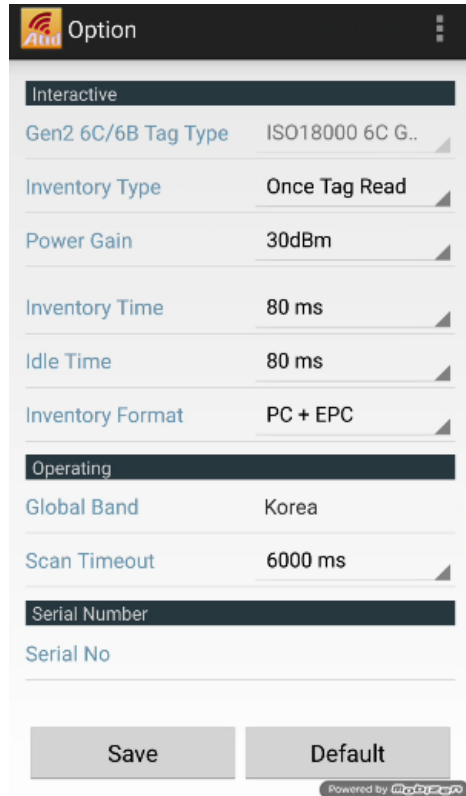 Atid Option
Interactive
Gen2 6C/6B Tag Type ISO18000 6C G..
Inventory Type Once Tag Read
Power Gain 30dBm
Inventory Time 80 ms
Idle Time 80 ms
Inventory Format PC + EPC
Operating
Global Band Korea
Scan Timeout 6000 ms
Serial Number
Serial No
Save Default
Powered by Mobizen